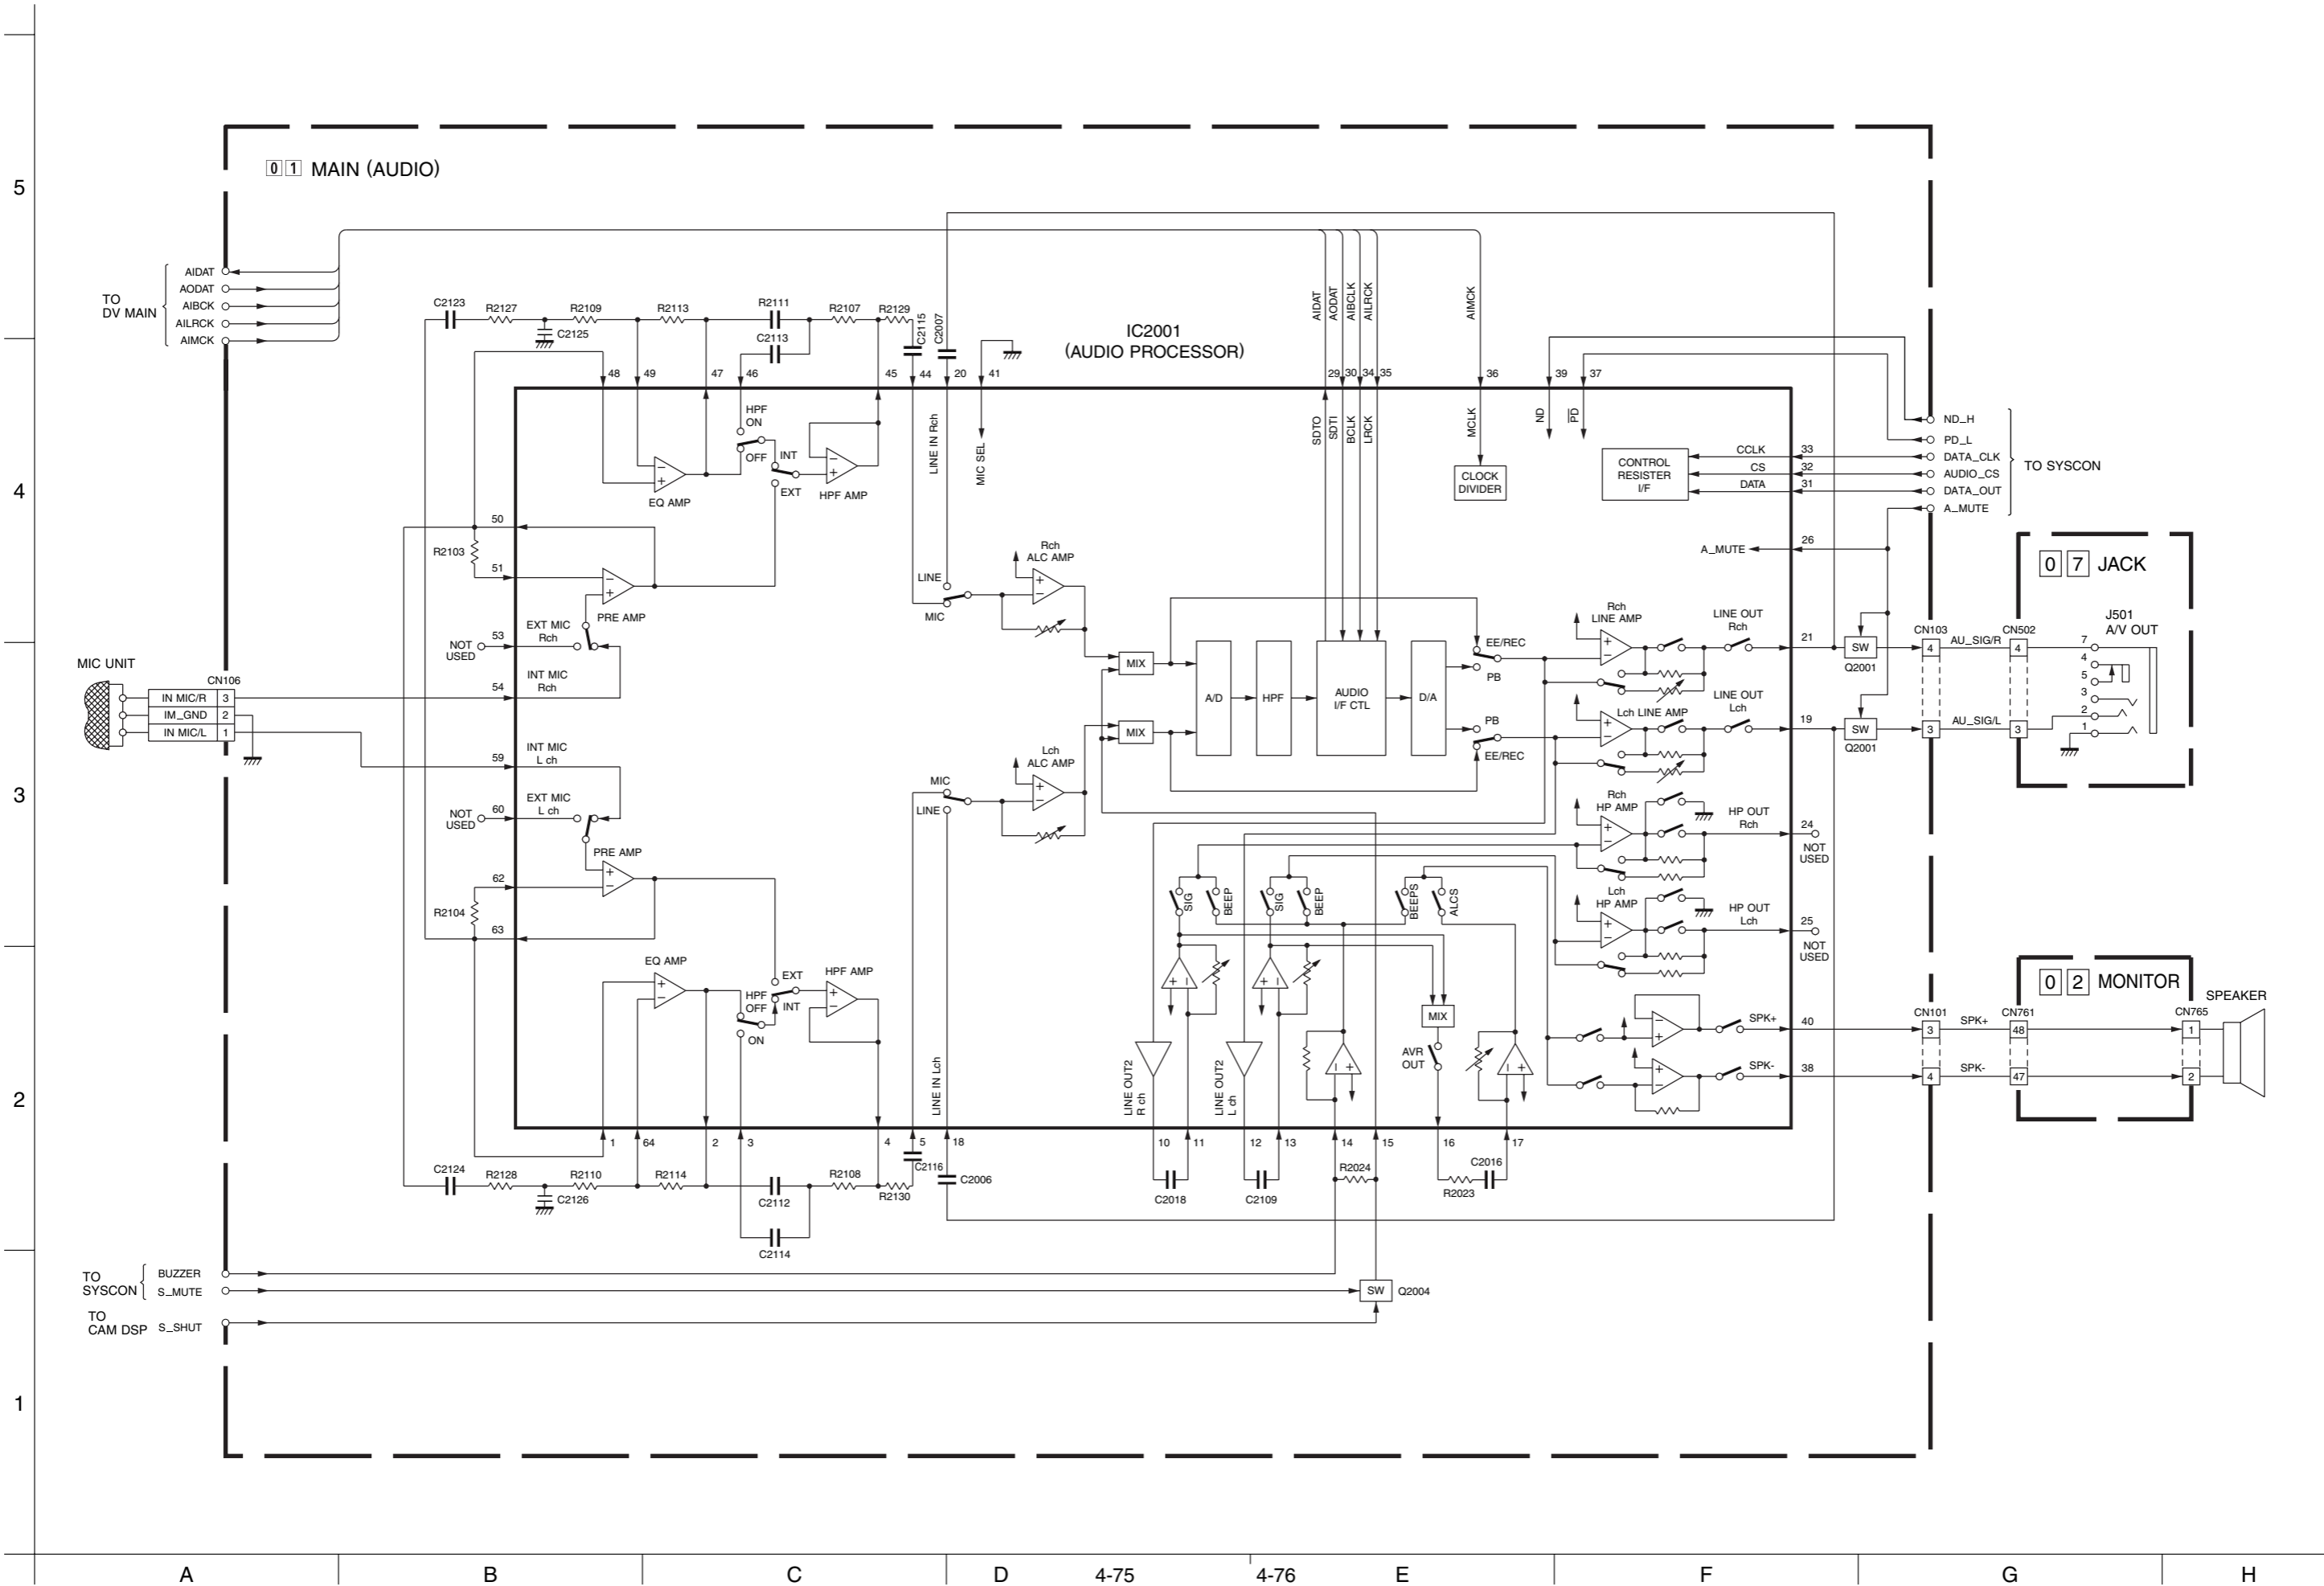 5
4
3
2
1
0 1 MAIN (AUDIO)
TO
DV MAIN
AIDAT
AODAT
AIBCK
AILRCK
AIMCK
C2123
R2127
C2125
R2109
R2113
R2111
C2113
R2107
R2129
C2115
C2007
IC2001
(AUDIO PROCESSOR)
AIDAT
AODAT
AIBCLK
AILRCK
AIMCK
48
49
47
46
45
44
20
41
29
30
34
35
36
39
37
HPF
ON
OFF
INT
EXT
EQ AMP
HPF AMP
LINE IN Rch
MIC SEL
SDTO
SDTI
BCLK
LRCK
MCLK
CLOCK
DIVIDER
ND
PD
CONTROL
RESISTER
I/F
CCLK
CS
DATA
33
32
31
ND_H
PD_L
DATA_CLK
AUDIO_CS
DATA_OUT
A_MUTE
TO SYSCON
50
R2103
51
PRE AMP
A_MUTE
26
0 7 JACK
J501
A/V OUT
LINE
MIC
Rch
ALC AMP
NOT
USED
53
EXT MIC
Rch
54
INT MIC
Rch
MIC UNIT
CN106
IN MIC/R 3
IM_GND 2
IN MIC/L 1
MIX
MIX
A/D
HPF
AUDIO
I/F CTL
D/A
EE/REC
PB
PB
EE/REC
Rch
LINE AMP
LINE OUT
Rch
21
SW
Q2001
CN103
4
AU_SIG/R
CN502
4
7
4
5
3
2
1
Lch LINE AMP
LINE OUT
Lch
19
SW
Q2001
3
AU_SIG/L
3
59
INT MIC
L ch
NOT
USED
60
EXT MIC
L ch
PRE AMP
62
R2104
63
MIC
LINE
Lch
ALC AMP
Rch
HP AMP
HP OUT
Rch
24
NOT
USED
SIG
BEEP
SIG
BEEP
BEEPS
ALCS
Lch
HP AMP
HP OUT
Lch
25
NOT
USED
EQ AMP
HPF
OFF
ON
EXT
INT
HPF AMP
LINE IN Lch
LINE OUT2
R ch
LINE OUT2
L ch
MIX
AVR
OUT
SPK+
40
SPK-
38
CN101
3
SPK+
CN761
48
4
SPK-
47
0 2 MONITOR
CN765
1
2
SPEAKER
1
64
2
3
4
5
18
10
11
12
13
14
15
16
17
C2124
R2128
C2126
R2110
R2114
C2112
C2114
R2108
R2130
C2116
C2006
C2018
C2109
R2024
R2023
C2016
TO
SYSCON
BUZZER
S_MUTE
TO
CAM DSP
S_SHUT
SW
Q2004
A
B
C
D
4-75
4-76
E
F
G
H